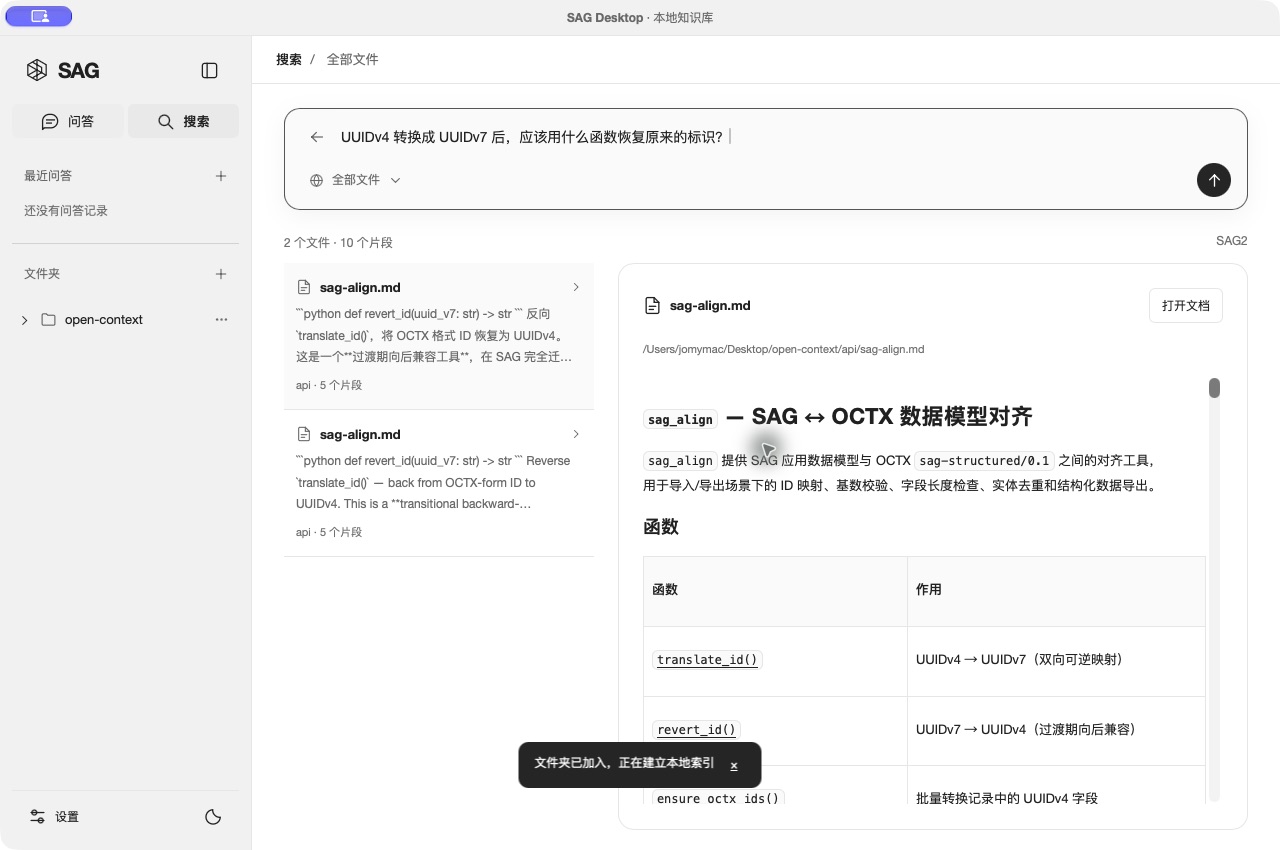 SAG Desktop · 本地知识库
SAG
问答
搜索
最近问答
还没有问答记录
文件夹
open-context
设置
搜索 / 全部文件
UUIDv4 转换成 UUIDv7 后，应该用什么函数恢复原来的标识？
全部文件
2 个文件 · 10 个片段
SAG2
sag-align.md
```python def revert_id(uuid_v7: str) -> str ``` 反向
`translate_id()`，将 OCTX 格式 ID 恢复为 UUIDv4。
这是一个**过渡期向后兼容工具**，在 SAG 完全迁…
api · 5 个片段
sag-align.md
```python def revert_id(uuid_v7: str) -> str ``` Reverse
`translate_id()` — back from OCTX-form ID to
UUIDv4. This is a **transitional backward-…
api · 5 个片段
sag-align.md
打开文档
/Users/jomymac/Desktop/open-context/api/sag-align.md
sag_align — SAG ↔ OCTX 数据模型对齐
sag_align 提供 SAG 应用数据模型与 OCTX sag-structured/0.1 之间的对齐工具，
用于导入/导出场景下的 ID 映射、基数校验、字段长度检查、实体去重和结构化数据导出。
函数
函数 作用
translate_id() UUIDv4 → UUIDv7（双向可逆映射）
revert_id() UUIDv7 → UUIDv4（过渡期向后兼容）
ensure_octx_ids() 批量转换记录中的 UUIDv4 字段
文件夹已加入，正在建立本地索引 ×